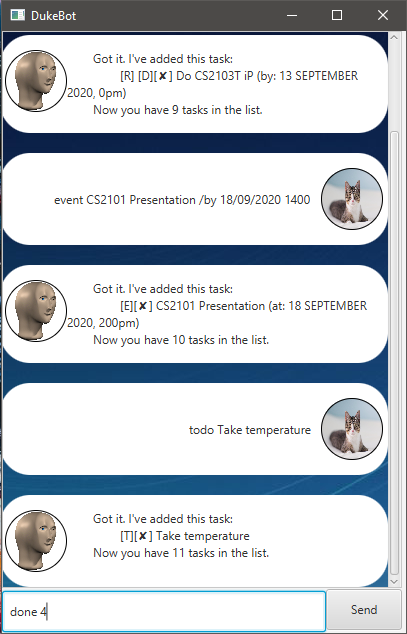 DukeBot
Got it. I've added this task:
[R] [D][✘] Do CS2103T iP (by: 13 SEPTEMBER
2020, 0pm)
Now you have 9 tasks in the list.
event CS2101 Presentation /by 18/09/2020 1400
Got it. I've added this task:
[E][✘] CS2101 Presentation (at: 18 SEPTEMBER
2020, 200pm)
Now you have 10 tasks in the list.
todo Take temperature
Got it. I've added this task:
[T][✘] Take temperature
Now you have 11 tasks in the list.
done 4
Send